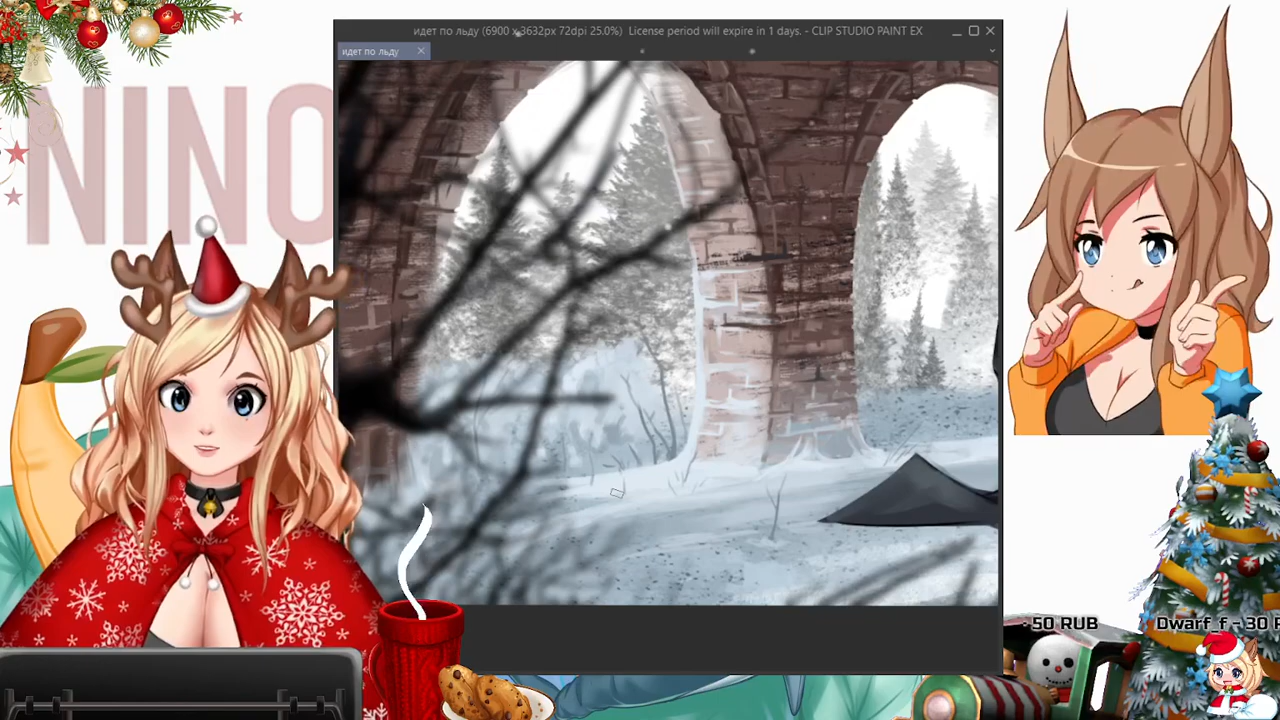 NINO
идет по льду (6900 x 3632px 72dpi 25.0%) License period will expire in 1 days. - CLIP STUDIO PAINT EX
идет по льду
50 RUB
Dwarf_f - 30